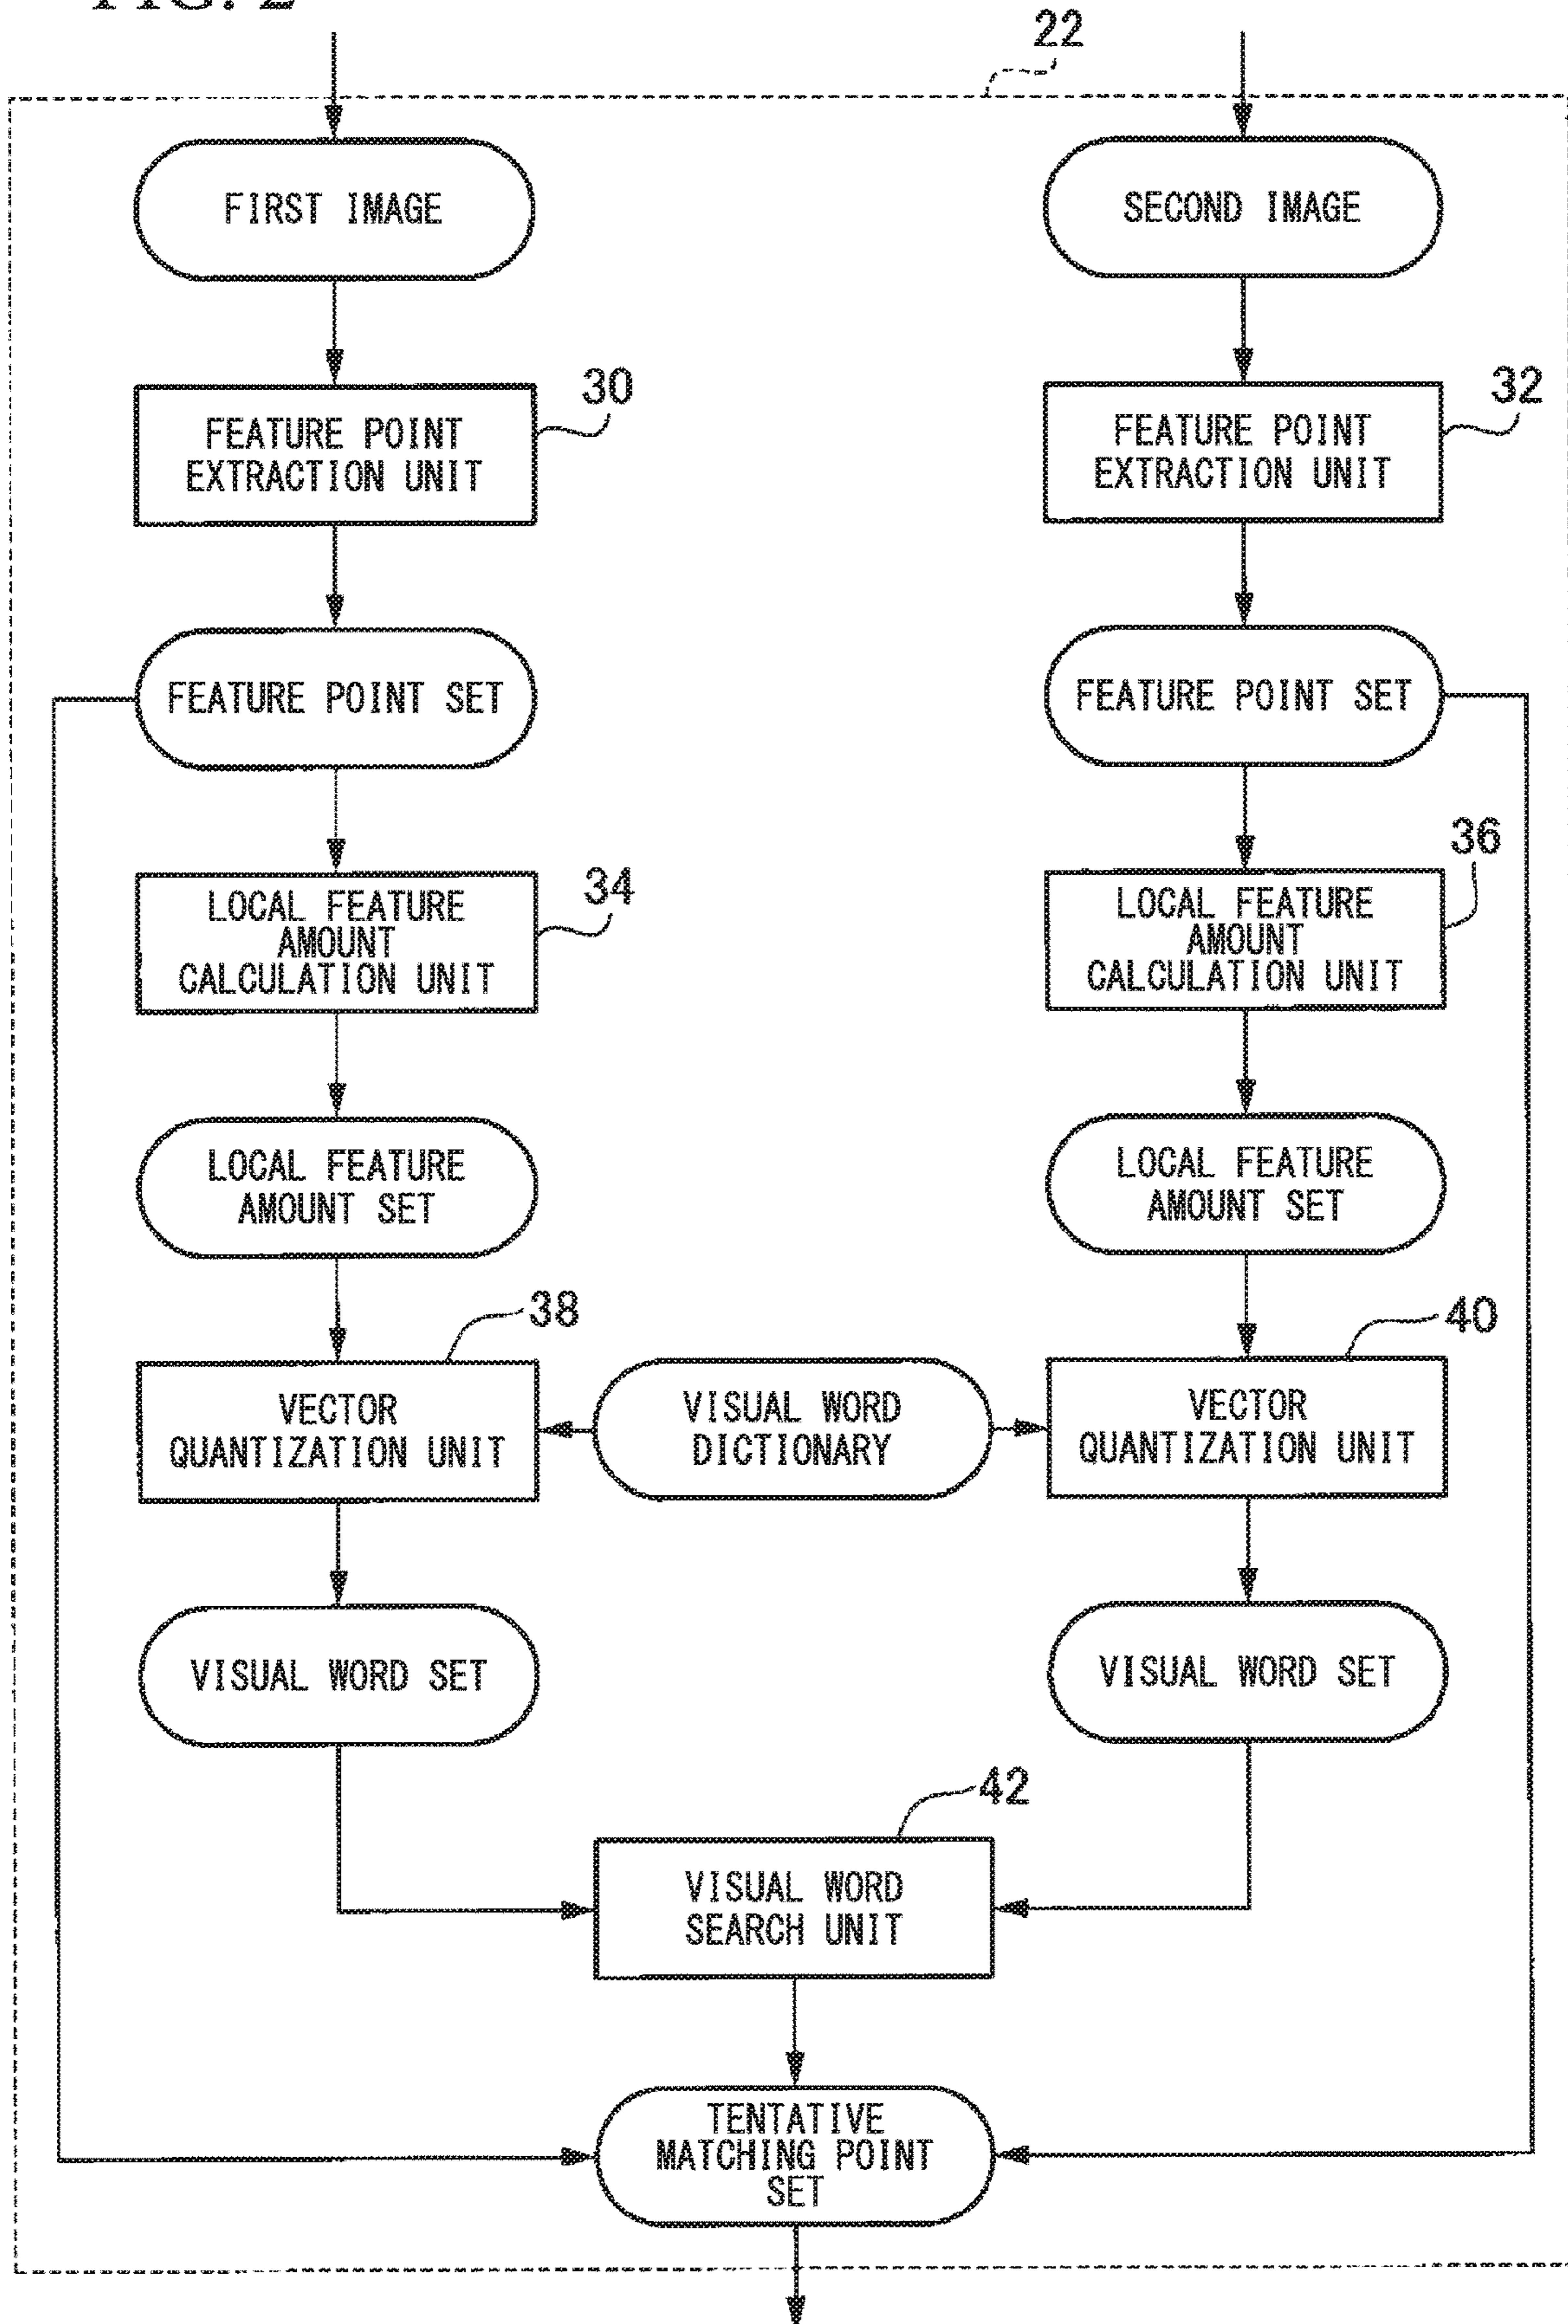 FIG. 2
22
FIRST IMAGE
SECOND IMAGE
30
32
FEATURE POINT
EXTRACTION UNIT
FEATURE POINT
EXTRACTION UNIT
FEATURE POINT SET
FEATURE POINT SET
34
36
LOCAL FEATURE
AMOUNT
CALCULATION UNIT
LOCAL FEATURE
AMOUNT
CALCULATION UNIT
LOCAL FEATURE
AMOUNT SET
LOCAL FEATURE
AMOUNT SET
38
40
VECTOR
QUANTIZATION UNIT
VISUAL WORD
DICTIONARY
VECTOR
QUANTIZATION UNIT
VISUAL WORD SET
VISUAL WORD SET
42
VISUAL WORD
SEARCH UNIT
TENTATIVE
MATCHING POINT
SET